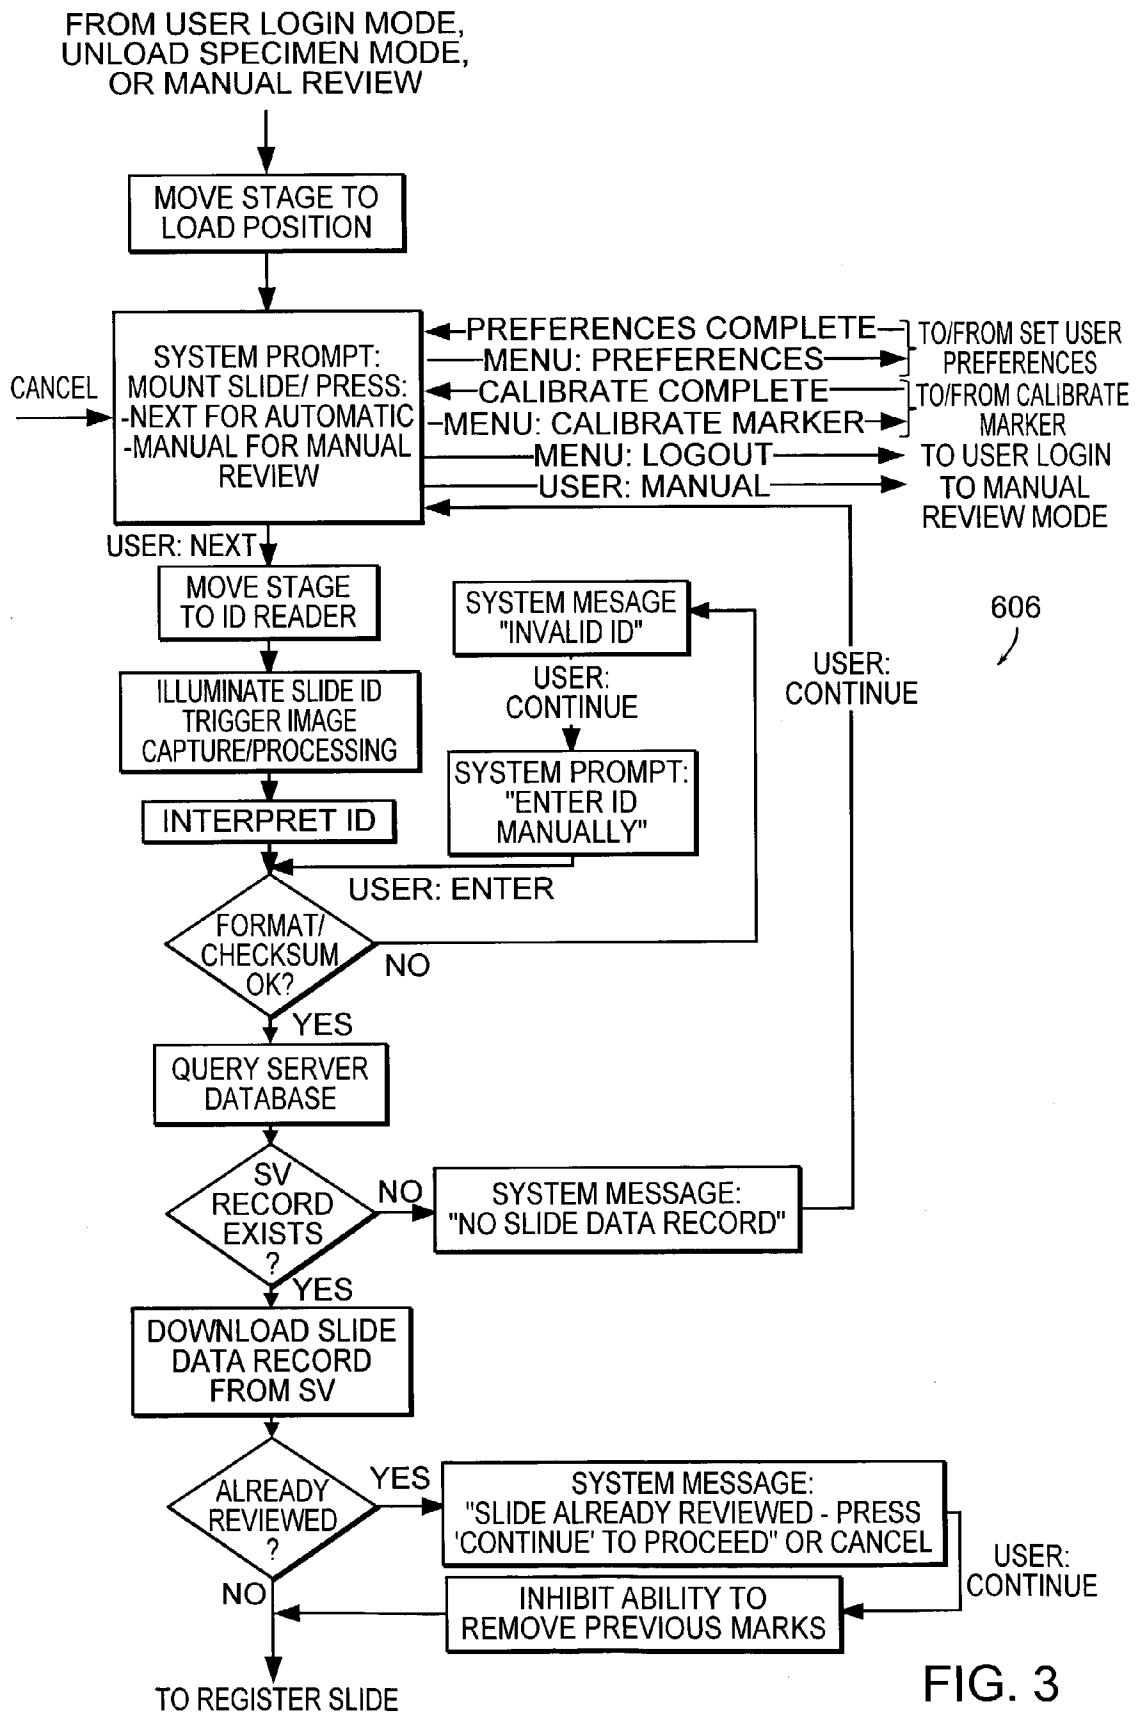 FROM USER LOGIN MODE,
UNLOAD SPECIMEN MODE,
OR MANUAL REVIEW
MOVE STAGE TO
LOAD POSITION
SYSTEM PROMPT:
MOUNT SLIDE/ PRESS:
-NEXT FOR AUTOMATIC
-MANUAL FOR MANUAL
REVIEW
CANCEL
PREFERENCES COMPLETE
MENU: PREFERENCES
CALIBRATE COMPLETE
MENU: CALIBRATE MARKER
MENU: LOGOUT
USER: MANUAL
TO/FROM SET USER
PREFERENCES
TO/FROM CALIBRATE
MARKER
TO USER LOGIN
TO MANUAL
REVIEW MODE
USER: NEXT
MOVE STAGE
TO ID READER
SYSTEM MESAGE
"INVALID ID"
606
USER:
CONTINUE
USER:
CONTINUE
ILLUMINATE SLIDE ID
TRIGGER IMAGE
CAPTURE/PROCESSING
SYSTEM PROMPT:
"ENTER ID
MANUALLY"
INTERPRET ID
USER: ENTER
FORMAT/
CHECKSUM
OK?
NO
YES
QUERY SERVER
DATABASE
SV
RECORD
EXISTS
?
NO
SYSTEM MESSAGE:
"NO SLIDE DATA RECORD"
YES
DOWNLOAD SLIDE
DATA RECORD
FROM SV
ALREADY
REVIEWED
?
YES
SYSTEM MESSAGE:
"SLIDE ALREADY REVIEWED - PRESS
'CONTINUE' TO PROCEED" OR CANCEL
USER:
CONTINUE
NO
INHIBIT ABILITY TO
REMOVE PREVIOUS MARKS
TO REGISTER SLIDE
FIG. 3